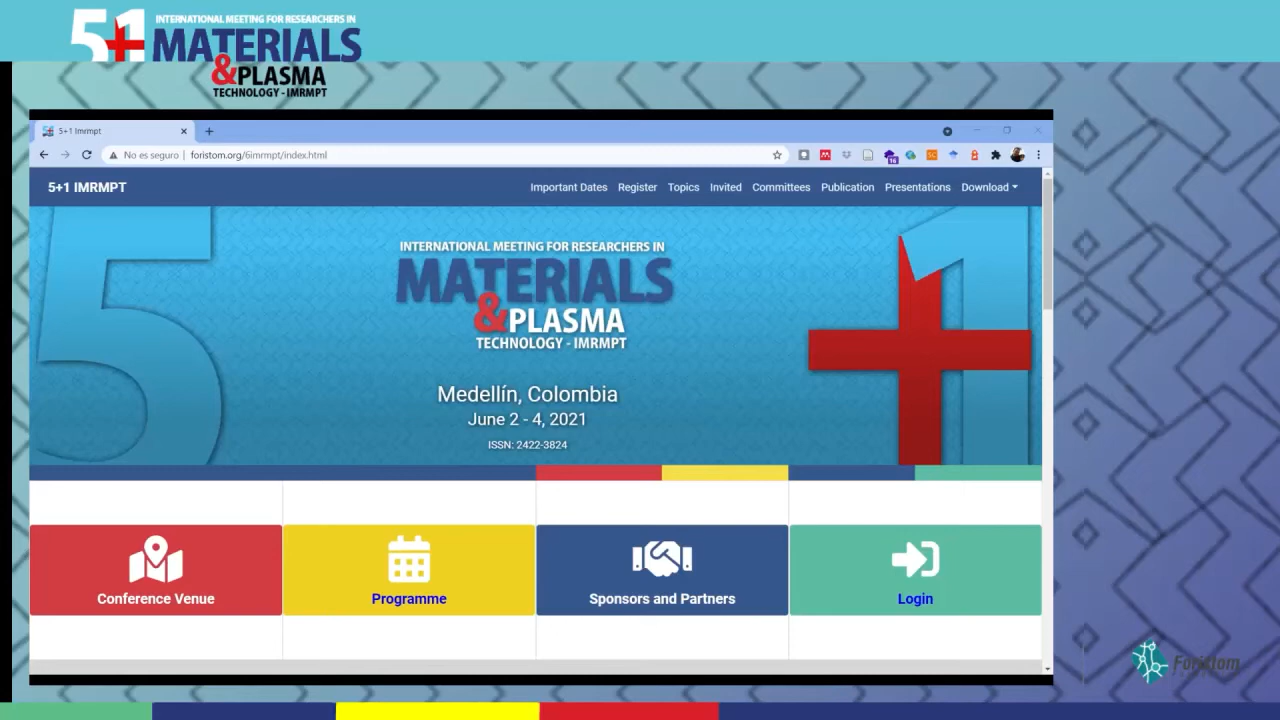 5+1
INTERNATIONAL MEETING FOR RESEARCHERS IN
MATERIALS
&PLASMA
TECHNOLOGY - IMRMPT
5+1 Imrmpt
No es seguro | foristom.org/6imrmpt/index.html
16
5+1 IMRMPT
Important Dates Register Topics Invited Committees Publication Presentations Download
5
INTERNATIONAL MEETING FOR RESEARCHERS IN
MATERIALS
&PLASMA
TECHNOLOGY - IMRMPT
+1
Medellín, Colombia
June 2 - 4, 2021
ISSN: 2422-3824
Conference Venue Programme Sponsors and Partners Login
Foristom